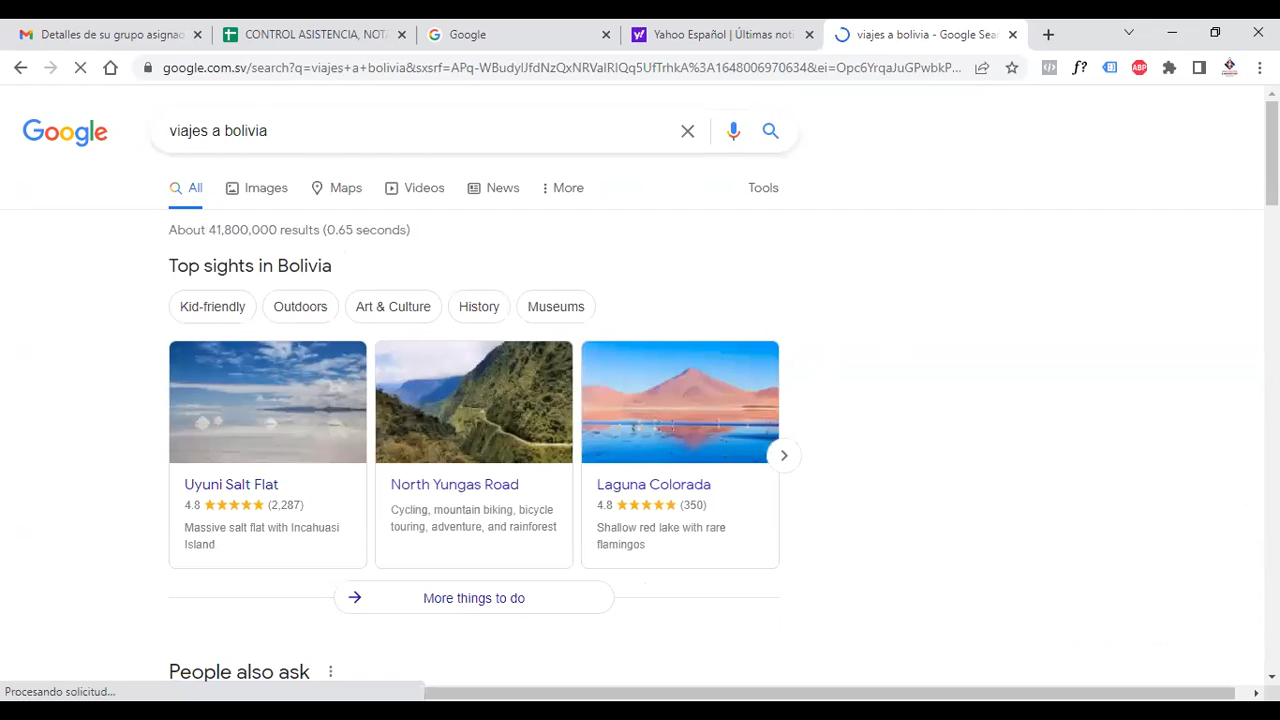 Detalles de su grupo asignac
CONTROL ASISTENCIA, NOTA
Google
Yahoo Español | Últimas noti
viajes a bolivia - Google Sear
google.com.sv/search?q=viajes+a+bolivia&sxsrf=APq-WBudylJfdNzQxNRValRIQq5UfTrhkA%3A1648006970634&ei=Opc6YrqaJuGPwbkP...
f?
ABP
Google
viajes a bolivia
All
Images
Maps
Videos
News
More
Tools
About 41,800,000 results (0.65 seconds)
Top sights in Bolivia
Kid-friendly
Outdoors
Art & Culture
History
Museums
Uyuni Salt Flat
4.8 (2,287)
Massive salt flat with Incahuasi
Island
North Yungas Road
Cycling, mountain biking, bicycle
touring, adventure, and rainforest
Laguna Colorada
4.8 (350)
Shallow red lake with rare
flamingos
More things to do
People also ask
Procesando solicitud...